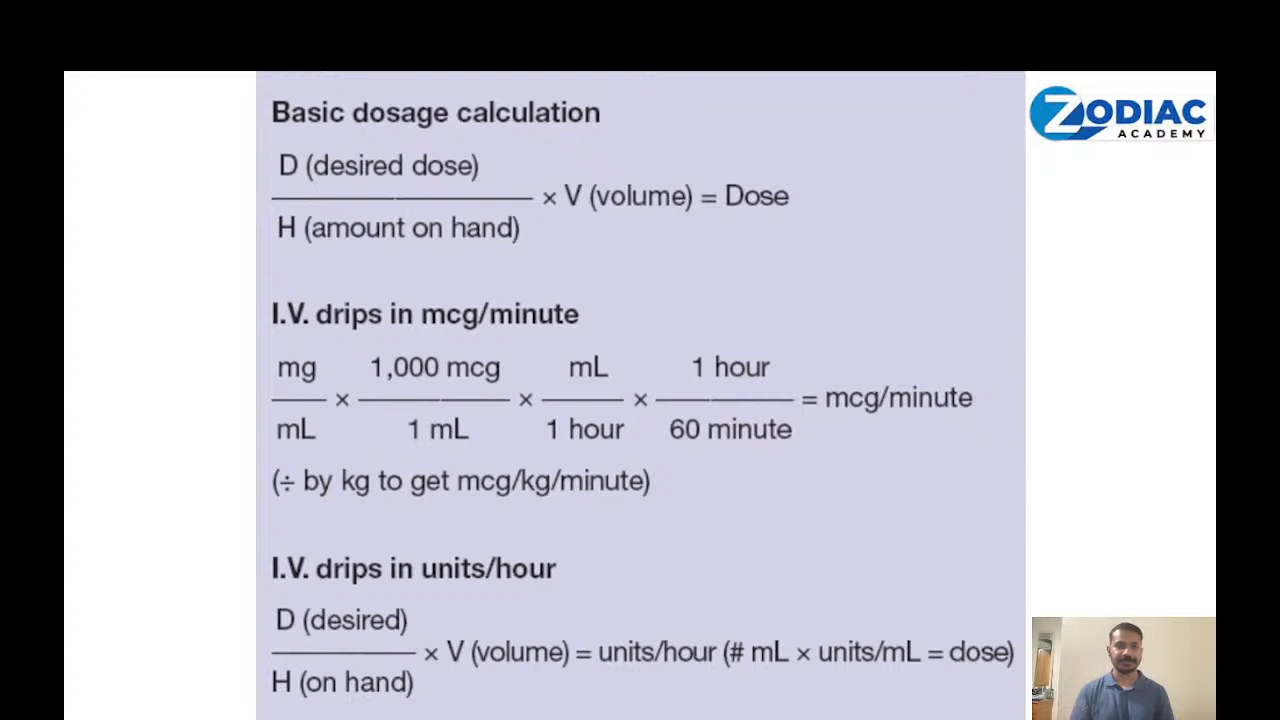 ZODIAC
ACADEMY
Basic dosage calculation
D (desired dose)
× V (volume) = Dose
H (amount on hand)
I.V. drips in mcg/minute
mg 1,000 mcg mL 1 hour
× × × = mcg/minute
mL 1 mL 1 hour 60 minute
(÷ by kg to get mcg/kg/minute)
I.V. drips in units/hour
D (desired)
× V (volume) = units/hour (# mL × units/mL = dose)
H (on hand)